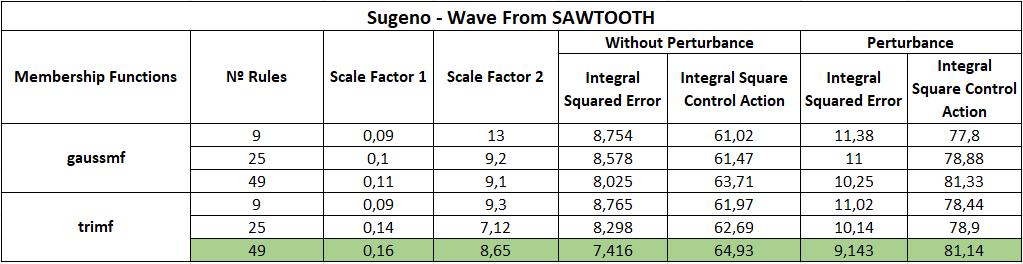 Sugeno - Wave From SAWTOOTH
Membership Functions Nº Rules Scale Factor 1 Scale Factor 2 Without Perturbance Perturbance
Integral Squared Error Integral Square Control Action Integral Squared Error Integral Square Control Action
gaussmf 9 0,09 13 8,754 61,02 11,38 77,8
25 0,1 9,2 8,578 61,47 11 78,88
49 0,11 9,1 8,025 63,71 10,25 81,33
trimf 9 0,09 9,3 8,765 61,97 11,02 78,44
25 0,14 7,12 8,298 62,69 10,14 78,9
49 0,16 8,65 7,416 64,93 9,143 81,14